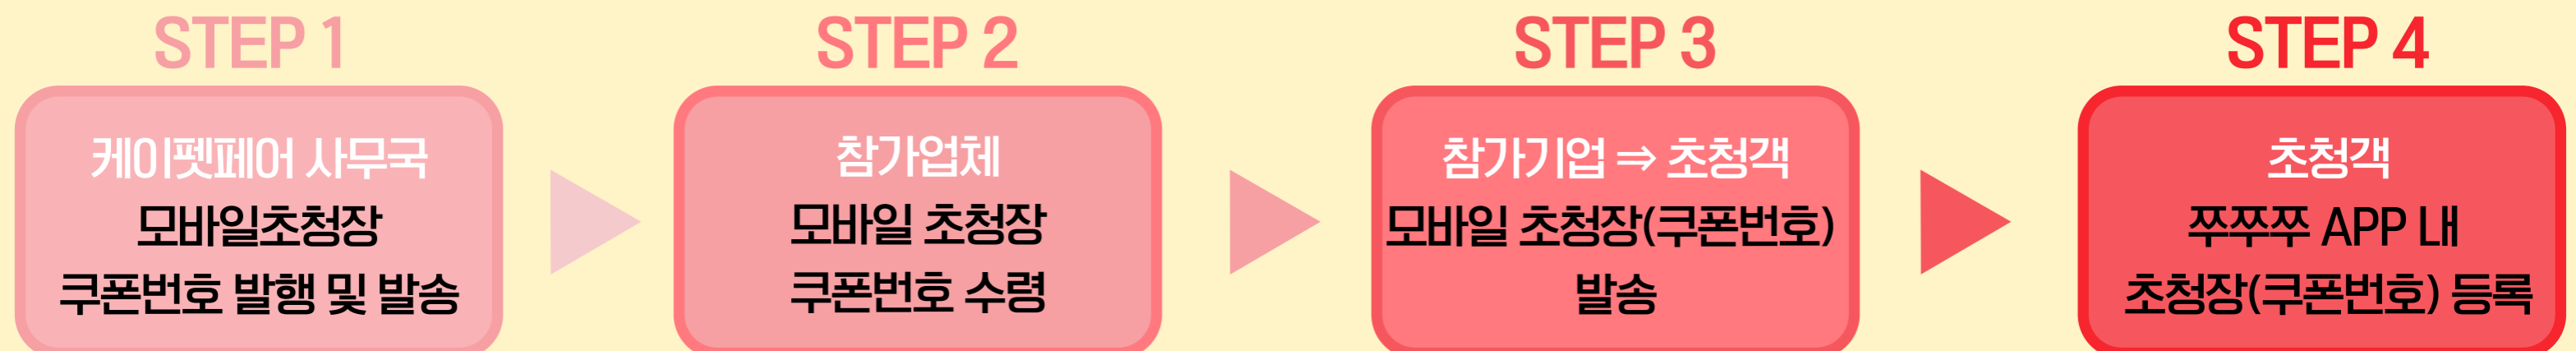 STEP 1
케이펫페어 사무국
모바일초청장
쿠폰번호 발행 및 발송
STEP 2
참가업체
모바일 초청장
쿠폰번호 수령
STEP 3
참가기업 ⇒ 초청객
모바일 초청장(쿠폰번호)
발송
STEP 4
초청객
쭈쭈쭈 APP 내
초청장(쿠폰번호) 등록